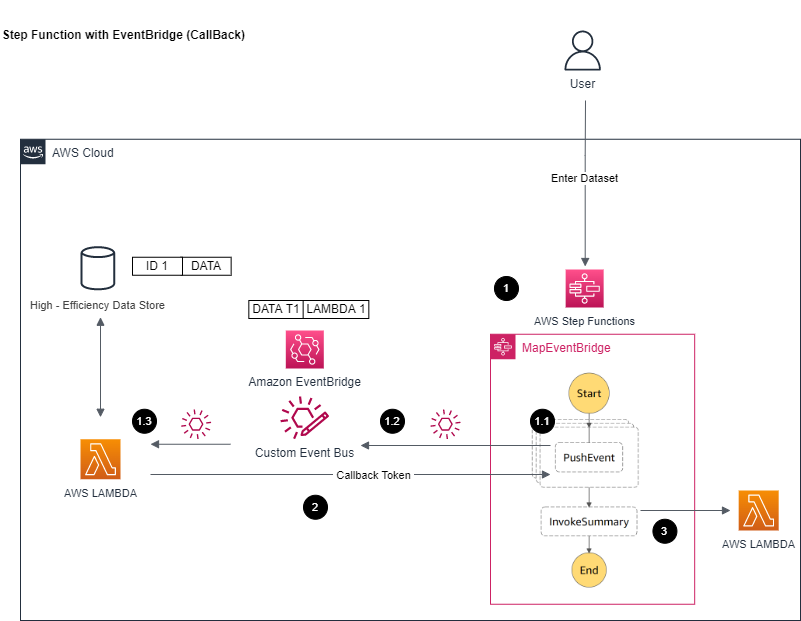 Step Function with EventBridge (CallBack)
User
aws
AWS Cloud
Enter Dataset
ID 1 DATA
High - Efficiency Data Store
1
DATA T1 LAMBDA 1
AWS Step Functions
MapEventBridge
Amazon EventBridge
Start
1.3
1.2
1.1
Custom Event Bus
PushEvent
Callback Token
AWS LAMBDA
2
InvokeSummary
3
AWS LAMBDA
End